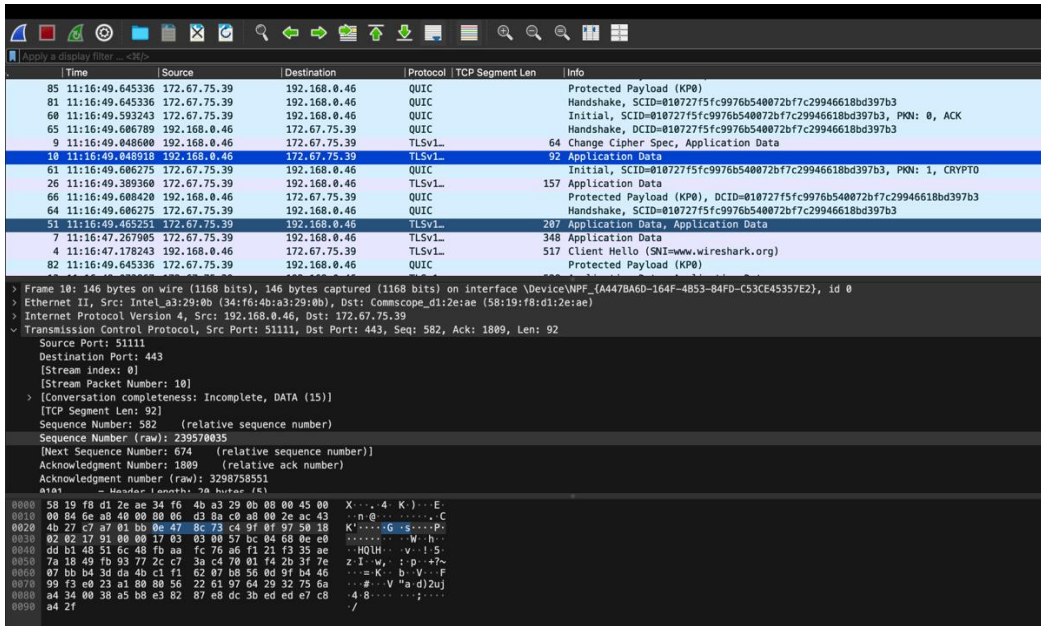 Apply a display filter ... <⌘/>
Time Source Destination Protocol TCP Segment Len Info
85 11:16:49.645336 172.67.75.39 192.168.0.46 QUIC Protected Payload (KP0)
81 11:16:49.645336 172.67.75.39 192.168.0.46 QUIC Handshake, SCID=010727f5fc9976b540072bf7c29946618bd397b3
60 11:16:49.593243 172.67.75.39 192.168.0.46 QUIC Initial, SCID=010727f5fc9976b540072bf7c29946618bd397b3, PKN: 0, ACK
65 11:16:49.606789 192.168.0.46 172.67.75.39 QUIC Handshake, DCID=010727f5fc9976b540072bf7c29946618bd397b3
9 11:16:49.048600 192.168.0.46 172.67.75.39 TLSv1… 64 Change Cipher Spec, Application Data
10 11:16:49.048918 192.168.0.46 172.67.75.39 TLSv1… 92 Application Data
61 11:16:49.606275 172.67.75.39 192.168.0.46 QUIC Initial, SCID=010727f5fc9976b540072bf7c29946618bd397b3, PKN: 1, CRYPTO
26 11:16:49.389360 172.67.75.39 192.168.0.46 TLSv1… 157 Application Data
66 11:16:49.608420 192.168.0.46 172.67.75.39 QUIC Protected Payload (KP0), DCID=010727f5fc9976b540072bf7c29946618bd397b3
64 11:16:49.606275 172.67.75.39 192.168.0.46 QUIC Handshake, SCID=010727f5fc9976b540072bf7c29946618bd397b3
51 11:16:49.465251 172.67.75.39 192.168.0.46 TLSv1… 207 Application Data, Application Data
7 11:16:47.267905 172.67.75.39 192.168.0.46 TLSv1… 348 Application Data
4 11:16:47.178243 192.168.0.46 172.67.75.39 TLSv1… 517 Client Hello (SNI=www.wireshark.org)
82 11:16:49.645336 172.67.75.39 192.168.0.46 QUIC Protected Payload (KP0)
Frame 10: 146 bytes on wire (1168 bits), 146 bytes captured (1168 bits) on interface \Device\NPF_{A447BA6D-164F-4B53-84FD-C53CE45357E2}, id 0
Ethernet II, Src: Intel_a3:29:0b (34:f6:4b:a3:29:0b), Dst: Commscope_d1:2e:ae (58:19:f8:d1:2e:ae)
Internet Protocol Version 4, Src: 192.168.0.46, Dst: 172.67.75.39
Transmission Control Protocol, Src Port: 51111, Dst Port: 443, Seq: 582, Ack: 1809, Len: 92
Source Port: 51111
Destination Port: 443
[Stream index: 0]
[Stream Packet Number: 10]
[Conversation completeness: Incomplete, DATA (15)]
[TCP Segment Len: 92]
Sequence Number: 582 (relative sequence number)
Sequence Number (raw): 239570035
[Next Sequence Number: 674 (relative sequence number)]
Acknowledgment Number: 1809 (relative ack number)
Acknowledgment number (raw): 3298758551
0101 .... = Header Length: 20 bytes (5)
0000 58 19 f8 d1 2e ae 34 f6 4b a3 29 0b 08 00 45 00 X·····4· K·)···E·
0010 00 84 6e a8 40 00 80 06 d3 8a c0 a8 00 2e ac 43 ··n·@··· ·····.·C
0020 4b 27 c7 a7 01 bb 0e 47 8c 73 c4 9f 0f 97 50 18 K'·····G ·s····P·
0030 02 02 17 91 00 00 17 03 03 00 57 bc 04 68 0e e0 ········ ··W··h··
0040 dd b1 48 51 6c 48 fb aa fc 76 a6 f1 21 f3 35 ae ··HQlH·· ·v··!·5·
0050 7a 18 49 fb 93 77 2c c7 3a c4 70 01 f4 2b 3f 7e z·I··w,· :·p··+?~
0060 07 bb b4 3d da 4b c1 f1 62 07 b8 56 0d 9f b4 46 ···=·K·· b··V···F
0070 99 f3 e0 23 a1 80 80 56 22 61 97 64 29 32 75 6a ···#···V "a·d)2uj
0080 a4 34 00 38 a5 b8 e3 82 87 e8 dc 3b ed ed e7 c8 ·4·8···· ···;····
0090 a4 2f ·/